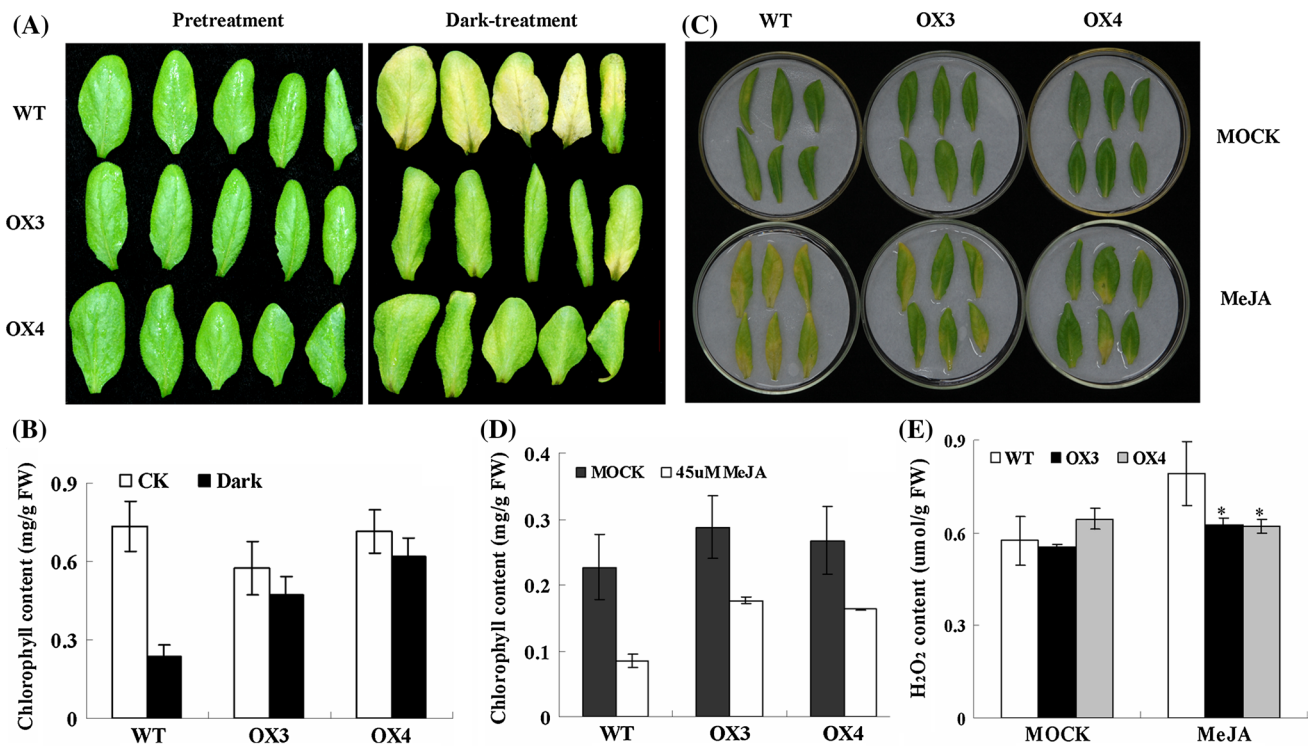 (A) Pretreatment Dark-treatment
WT
OX3
OX4
(B)
Chlorophyll content (mg/g FW)
CK Dark
0.9
0.6
0.3
0
WT OX3 OX4
(C) WT OX3 OX4
MOCK
MeJA
(D)
Chlorophyll content (mg/g FW)
MOCK 45uM MeJA
0.4
0.3
0.2
0.1
0.0
WT OX3 OX4
(E)
H₂O₂ content (umol/g FW)
WT OX3 OX4
0.9
0.6
0.3
0.0
* *
MOCK MeJA